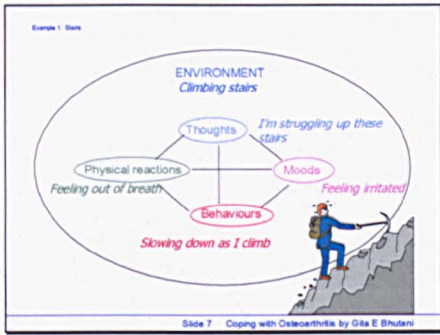 Example 1: Stairs
ENVIRONMENT
Climbing stairs
Thoughts
I'm struggling up these
stairs
Physical reactions
Moods
Feeling out of breath
Feeling irritated
Behaviours
Slowing down as I climb
Slide 7 Coping with Osteoarthritis by Gita E Bhutani